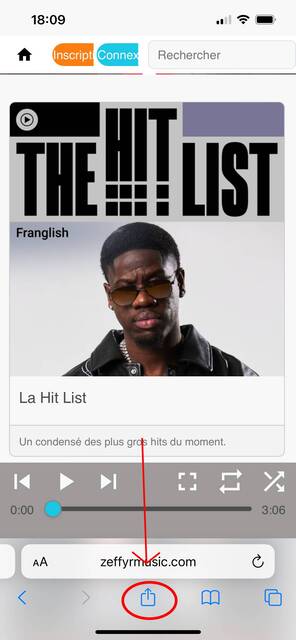 18:09
Inscripti
Connex
Rechercher
THE HIT LIST
Franglish
La Hit List
Un condensé des plus gros hits du moment.
0:00
3:06
AA
zeffyrmusic.com